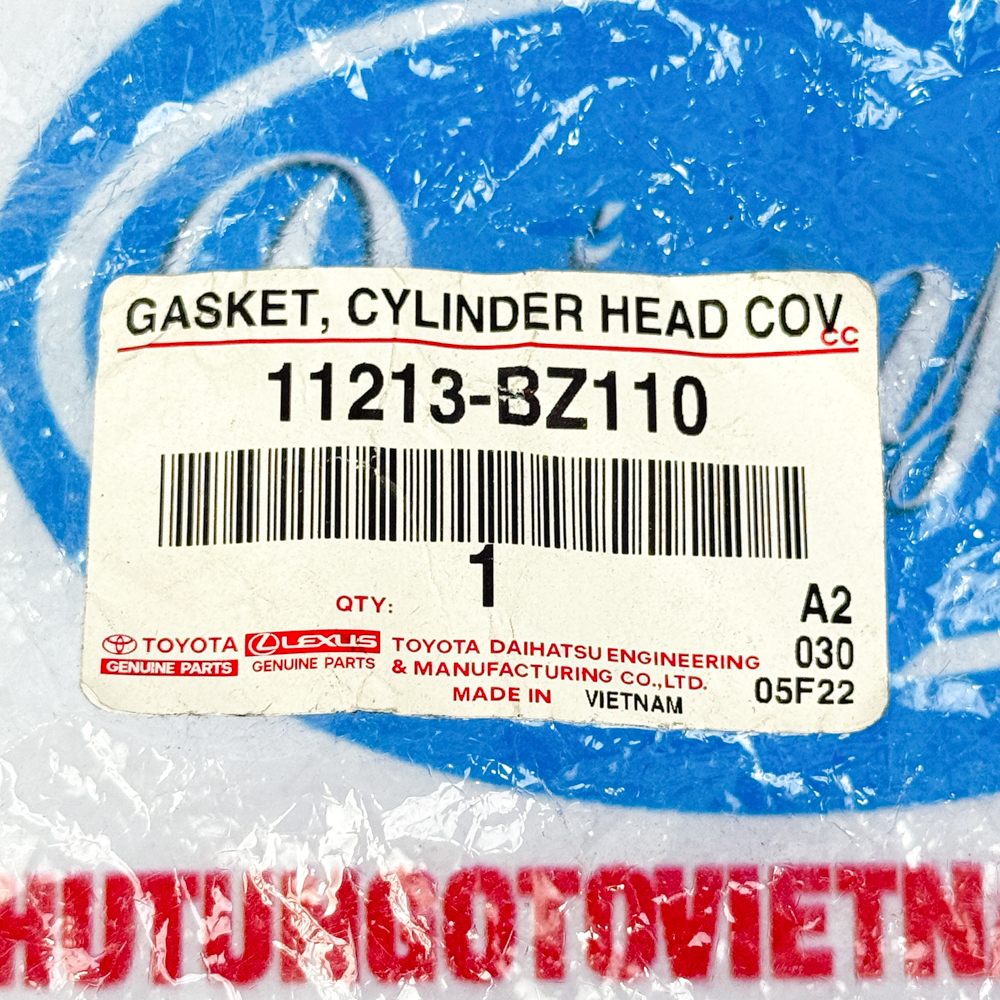 GASKET, CYLINDER HEAD COV
CC
11213-BZ110
1
QTY:
A2
030
05F22
TOYOTA
GENUINE PARTS
LEXUS
GENUINE PARTS
TOYOTA DAIHATSU ENGINEERING
& MANUFACTURING CO.,LTD.
MADE IN VIETNAM
HUTUNGOTOVIETN